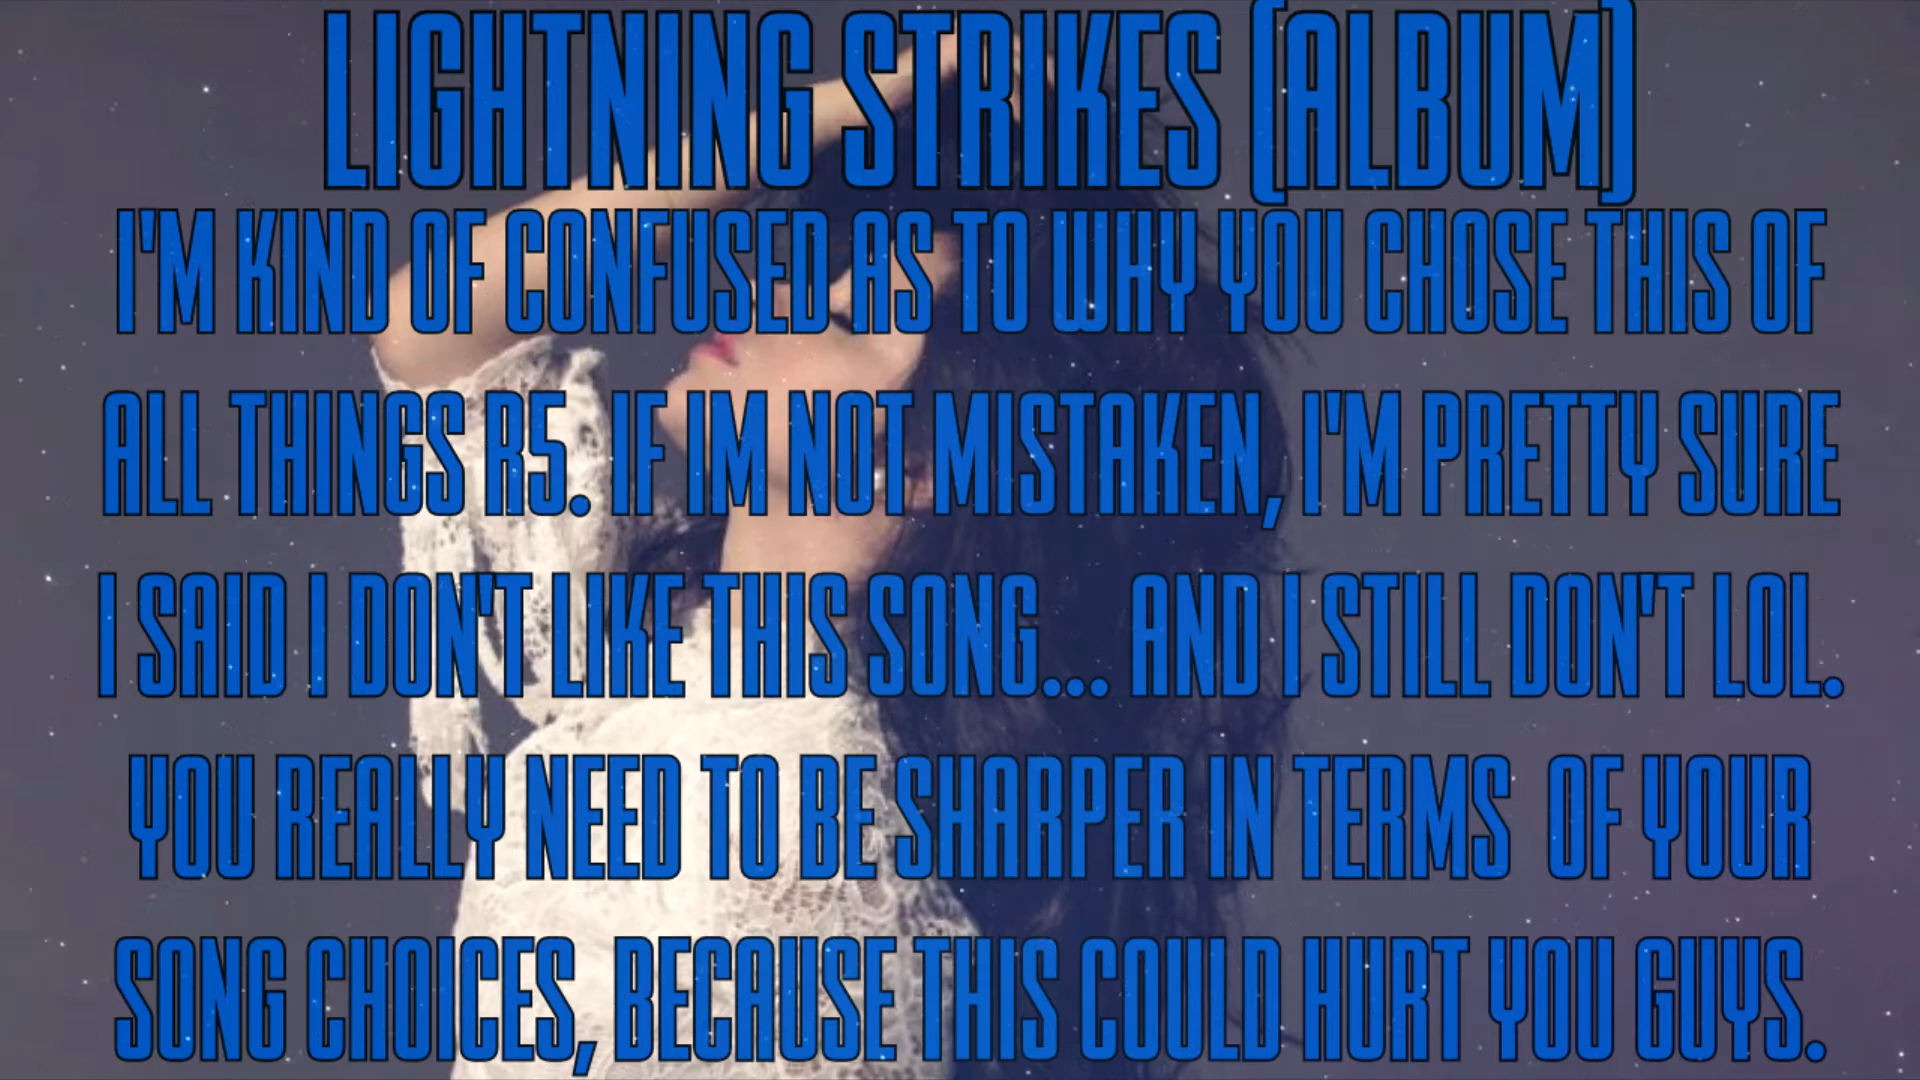 LIGHTNING STRIKES (ALBUM)
I'M KIND OF CONFUSED AS TO WHY YOU CHOSE THIS OF
ALL THINGS R5. IF IM NOT MISTAKEN, I'M PRETTY SURE
I SAID I DON'T LIKE THIS SONG... AND I STILL DON'T LOL.
YOU REALLY NEED TO BE SHARPER IN TERMS OF YOUR
SONG CHOICES, BECAUSE THIS COULD HURT YOU GUYS.